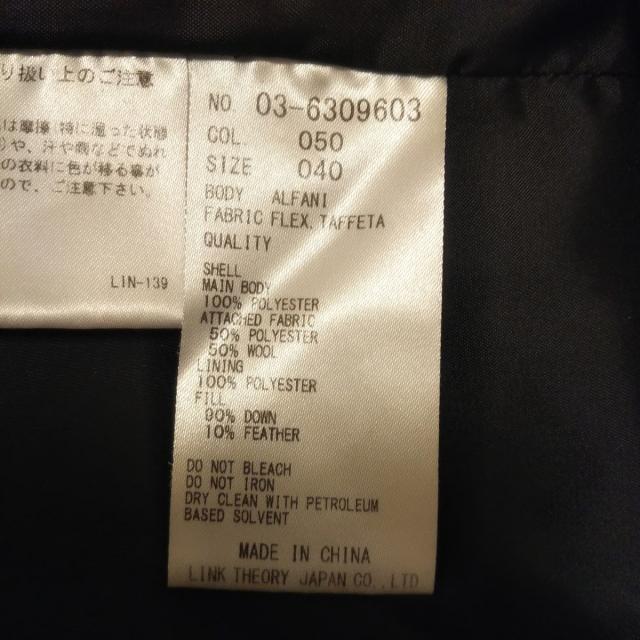 り扱い上のご注意
は摩擦(特に湿った状態
)や、汗や雨などでぬれ
の衣料に色が移る事が
ので、ご注意下さい。
LIN-139
NO. 03-6309603
COL. 050
SIZE 040
BODY ALFANI
FABRIC FLEX.TAFFETA
QUALITY
SHELL
MAIN BODY
100% POLYESTER
ATTACHED FABRIC
50% POLYESTER
50% WOOL
LINING
100% POLYESTER
FILL
90% DOWN
10% FEATHER
DO NOT BLEACH
DO NOT IRON
DRY CLEAN WITH PETROLEUM
BASED SOLVENT
MADE IN CHINA
LINK THEORY JAPAN CO.,LTD